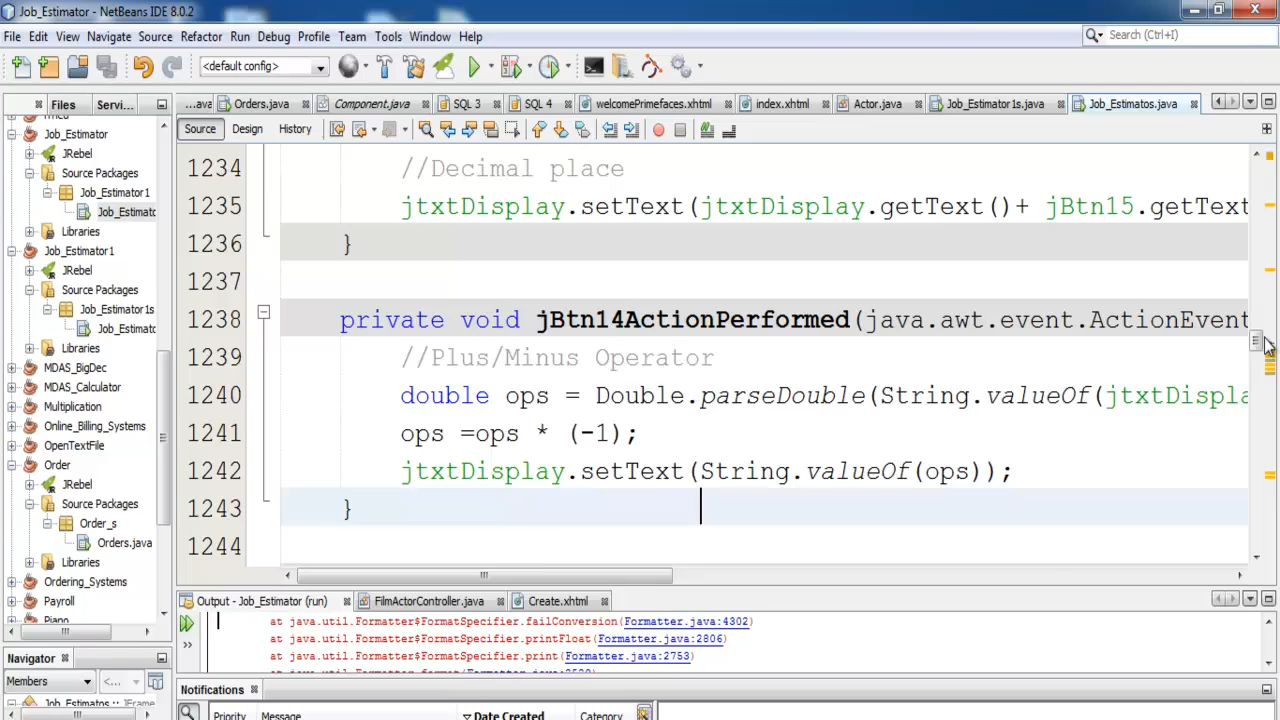 Job_Estimator - NetBeans IDE 8.0.2
File Edit View Navigate Source Refactor Run Debug Profile Team Tools Window Help
Search (Ctrl+I)
<default config>
Files Servi...
...ava Orders.java Component.java SQL 3 SQL 4 welcomePrimefaces.xhtml index.xhtml Actor.java Job_Estimator1s.java Job_Estimatos.java
Source Design History
Job_Estimator
JRebel
Source Packages
Job_Estimator1
Job_Estimato
Libraries
Job_Estimator1
JRebel
Source Packages
Job_Estimator1s
Job_Estimato
Libraries
MDAS_BigDec
MDAS_Calculator
Multiplication
Online_Billing_Systems
OpenTextFile
Order
JRebel
Source Packages
Order_s
Orders.java
Libraries
Ordering_Systems
Payroll
Piano
1234 //Decimal place
1235 jtxtDisplay.setText(jtxtDisplay.getText()+ jBtn15.getText
1236 }
1237
1238 private void jBtn14ActionPerformed(java.awt.event.ActionEvent
1239 //Plus/Minus Operator
1240 double ops = Double.parseDouble(String.valueOf(jtxtDispla
1241 ops =ops * (-1);
1242 jtxtDisplay.setText(String.valueOf(ops));
1243 }
1244
Output - Job_Estimator (run) FilmActorController.java Create.xhtml
at java.util.Formatter$FormatSpecifier.failConversion(Formatter.java:4302)
at java.util.Formatter$FormatSpecifier.printFloat(Formatter.java:2806)
at java.util.Formatter$FormatSpecifier.print(Formatter.java:2753)
Navigator
Members <...
Job_Estimatos :: JFrame
Notifications
Priority Message Date Created Category